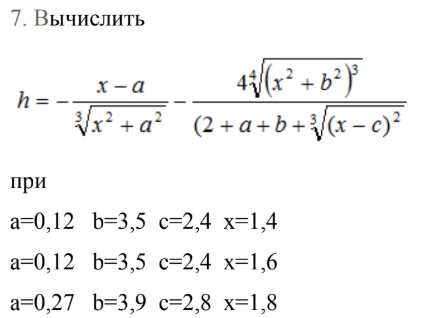 7. Вычислить
h = − (x − a) / ∛(x² + a²) − 4∜((x² + b²)³) / (2 + a + b + ∛((x − c)²)
при
a=0,12 b=3,5 c=2,4 x=1,4
a=0,12 b=3,5 c=2,4 x=1,6
a=0,27 b=3,9 c=2,8 x=1,8